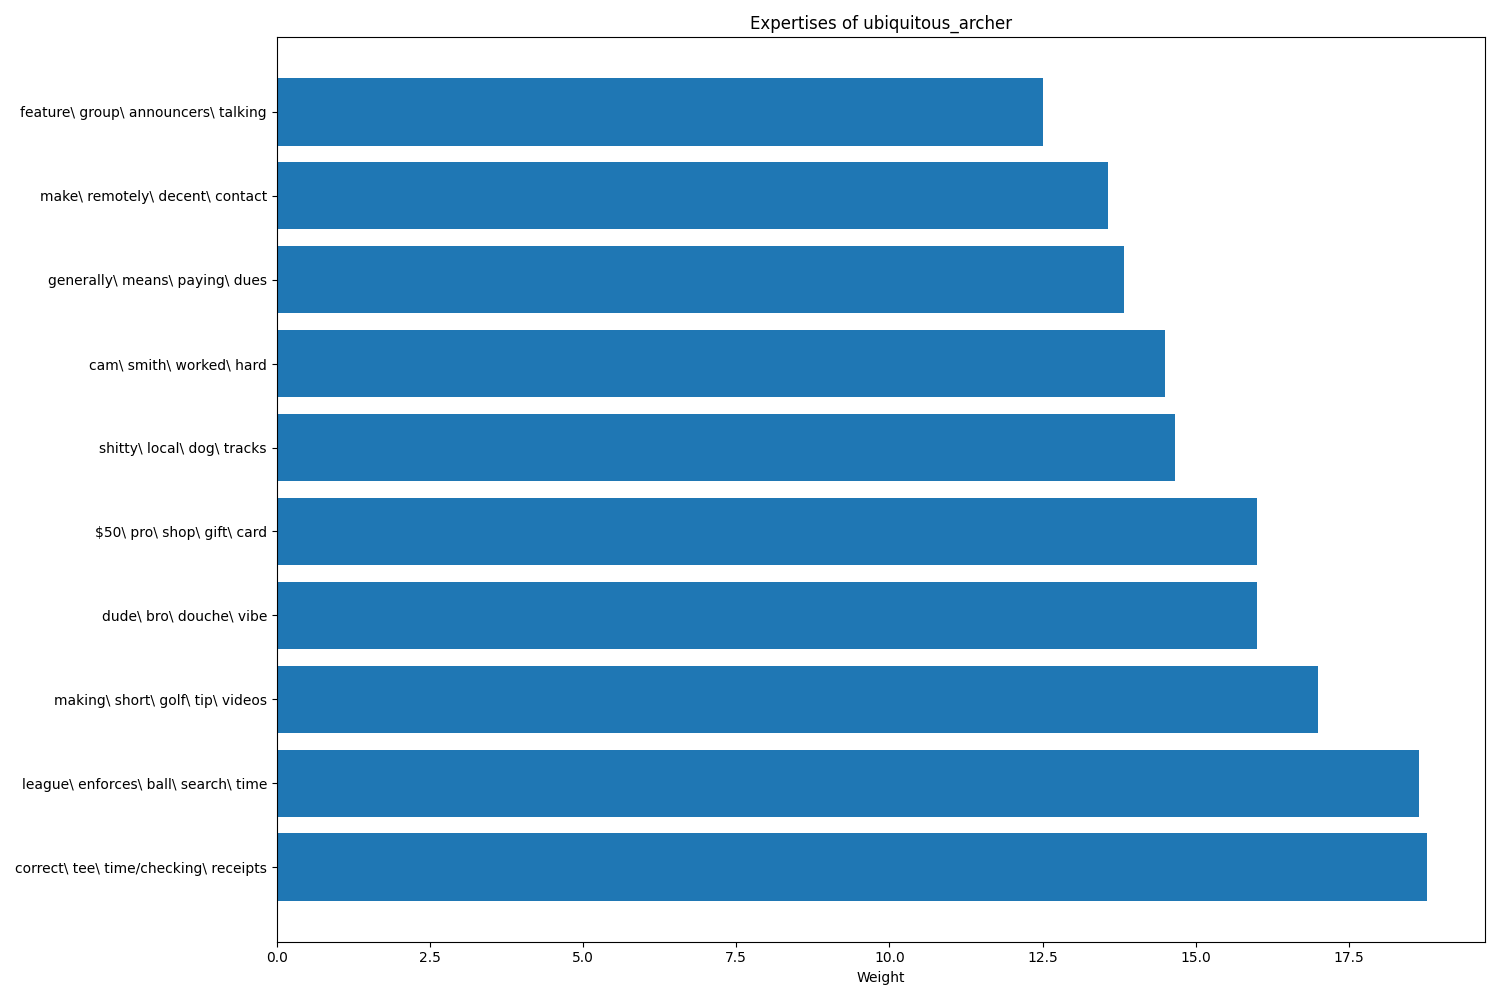 Expertises of ubiquitous_archer
feature\ group\ announcers\ talking
make\ remotely\ decent\ contact
generally\ means\ paying\ dues
cam\ smith\ worked\ hard
shitty\ local\ dog\ tracks
$50\ pro\ shop\ gift\ card
dude\ bro\ douche\ vibe
making\ short\ golf\ tip\ videos
league\ enforces\ ball\ search\ time
correct\ tee\ time/checking\ receipts
0.0 2.5 5.0 7.5 10.0 12.5 15.0 17.5
Weight